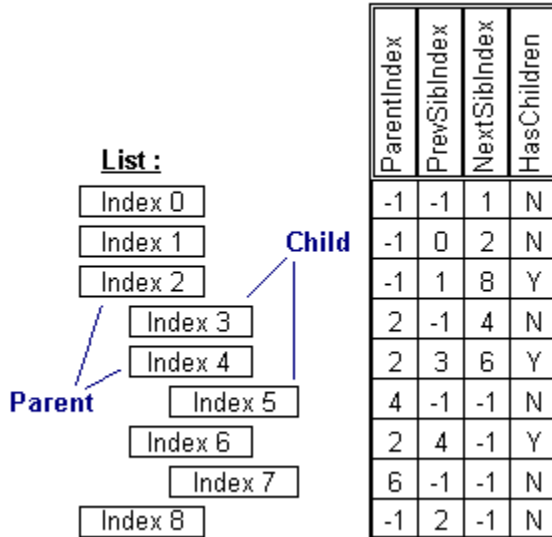 ParentIndex PrevSibIndex NextSibIndex HasChildren
List :
Index 0 -1 -1 1 N
Index 1 Child -1 0 2 N
Index 2 -1 1 8 Y
Index 3 2 -1 4 N
Index 4 2 3 6 Y
Parent Index 5 4 -1 -1 N
Index 6 2 4 -1 Y
Index 7 6 -1 -1 N
Index 8 -1 2 -1 N